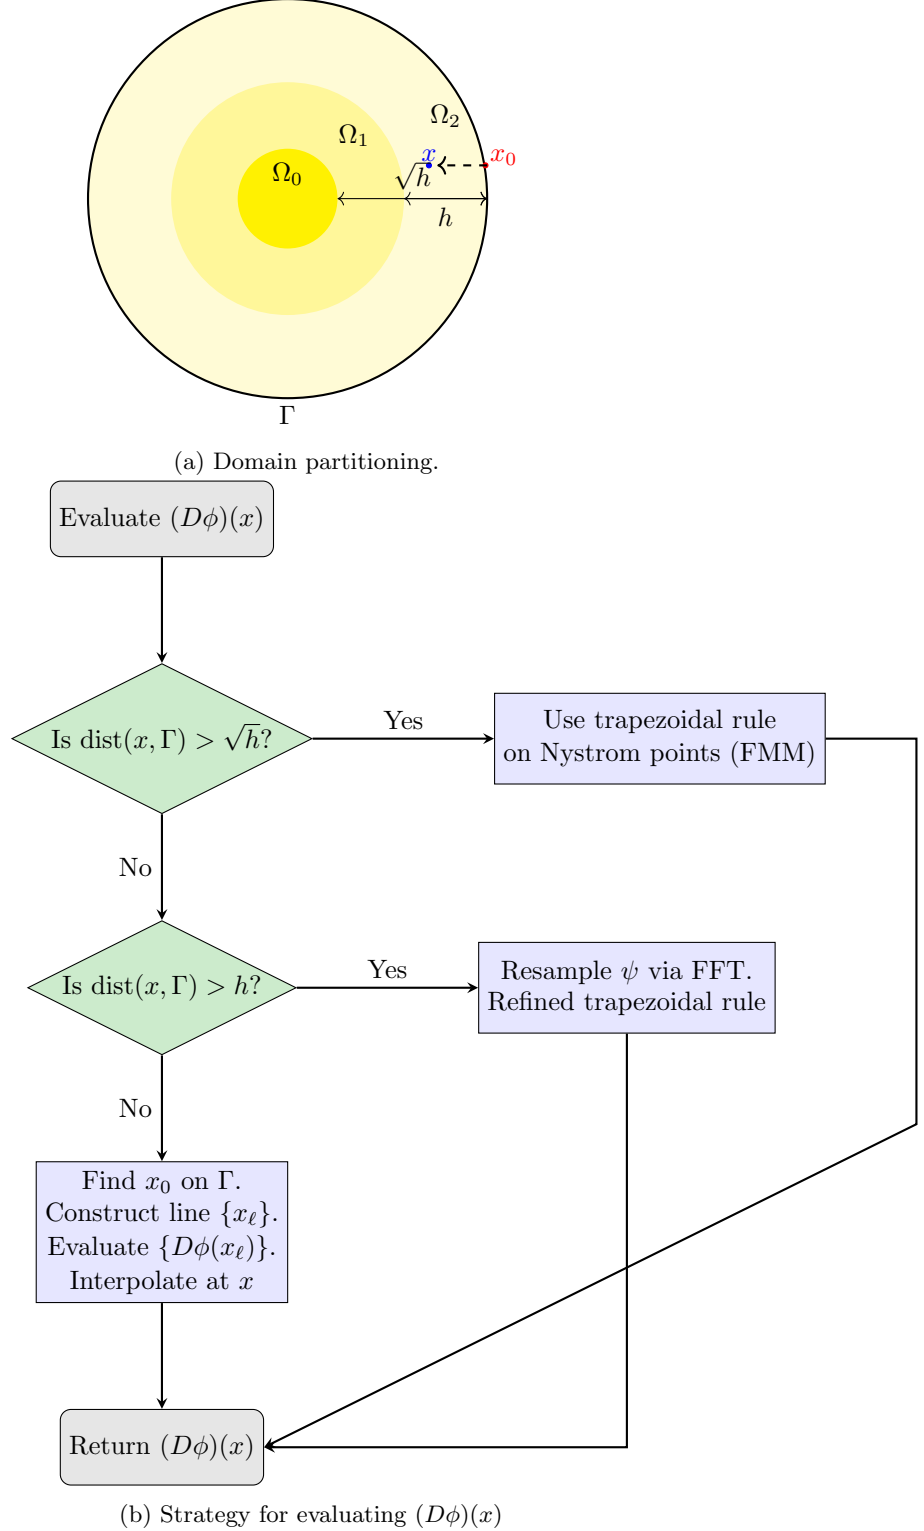 Ω₂
Ω₁
x
x₀
Ω₀
√h
h
Γ
(a) Domain partitioning.
Evaluate (Dϕ)(x)
Is dist(x, Γ) > √h?
Yes
Use trapezoidal rule
on Nystrom points (FMM)
No
Is dist(x, Γ) > h?
Yes
Resample ψ via FFT.
Refined trapezoidal rule
No
Find x₀ on Γ.
Construct line {xℓ}.
Evaluate {Dϕ(xℓ)}.
Interpolate at x
Return (Dϕ)(x)
(b) Strategy for evaluating (Dϕ)(x)